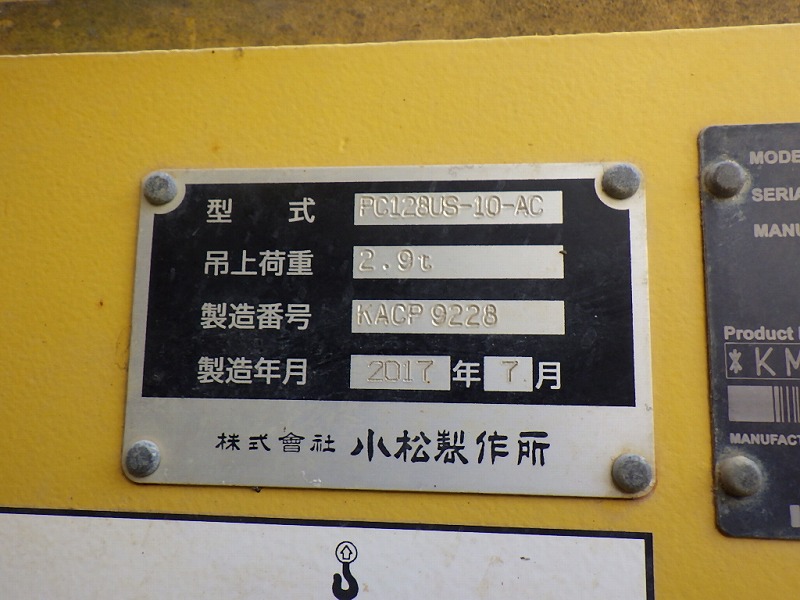 型 式 PC128US-10-AC
吊上荷重 2.9t
製造番号 KACP 9228
製造年月 2017 年 7 月
株式會社 小松製作所
MODE
SERIA
MANU
Product
*KM
MANUFACT